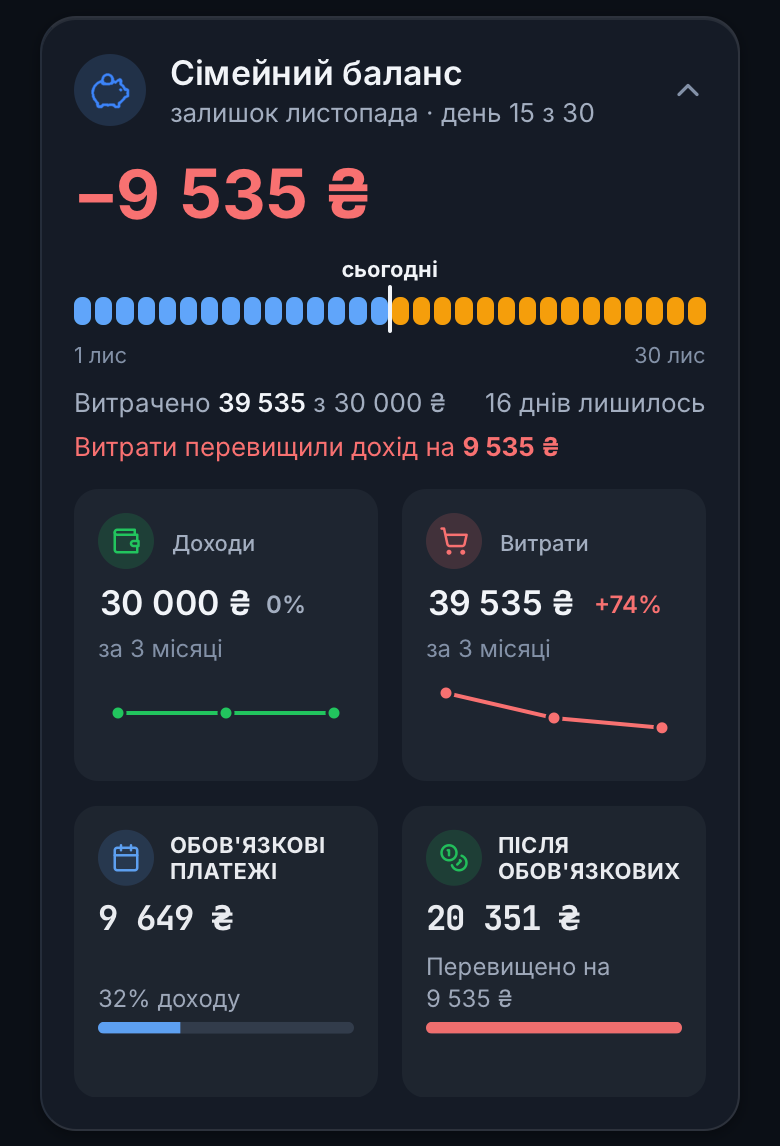 Сімейний баланс
залишок листопада · день 15 з 30
−9 535 ₴
сьогодні
1 лис
30 лис
Витрачено 39 535 з 30 000 ₴
16 днів лишилось
Витрати перевищили дохід на 9 535 ₴
Доходи
30 000 ₴ 0%
за 3 місяці
Витрати
39 535 ₴ +74%
за 3 місяці
ОБОВ'ЯЗКОВІ
ПЛАТЕЖІ
9 649 ₴
32% доходу
ПІСЛЯ
ОБОВ'ЯЗКОВИХ
20 351 ₴
Перевищено на
9 535 ₴